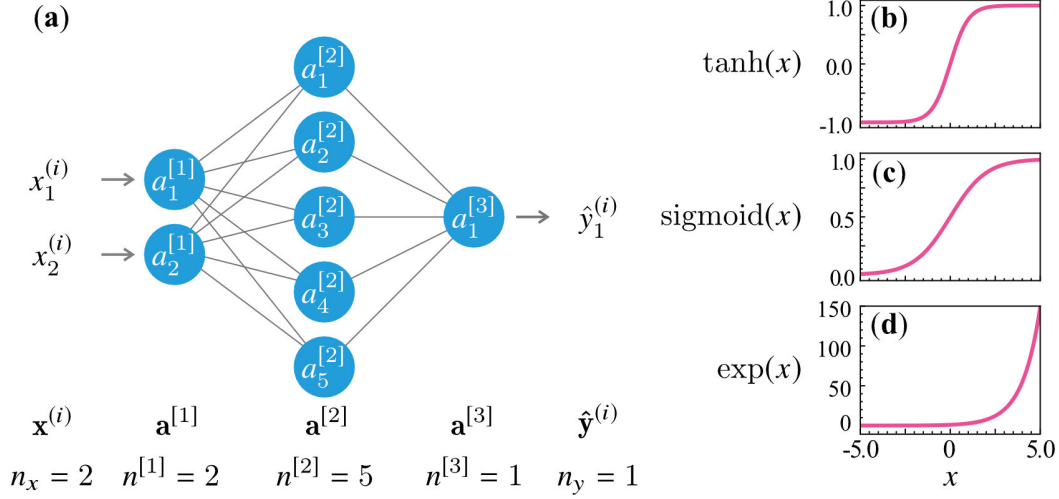 (a)
x_1^{(i)}
x_2^{(i)}
a_1^{[1]}
a_2^{[1]}
a_1^{[2]}
a_2^{[2]}
a_3^{[2]}
a_4^{[2]}
a_5^{[2]}
a_1^{[3]}
ŷ_1^{(i)}
x^{(i)} a^{[1]} a^{[2]} a^{[3]} ŷ^{(i)}
n_x = 2 n^{[1]} = 2 n^{[2]} = 5 n^{[3]} = 1 n_y = 1
(b)
tanh(x)
1.0
0.0
-1.0
(c)
sigmoid(x)
1.0
0.5
0.0
(d)
exp(x)
150
100
50
0
-5.0 0 5.0
x